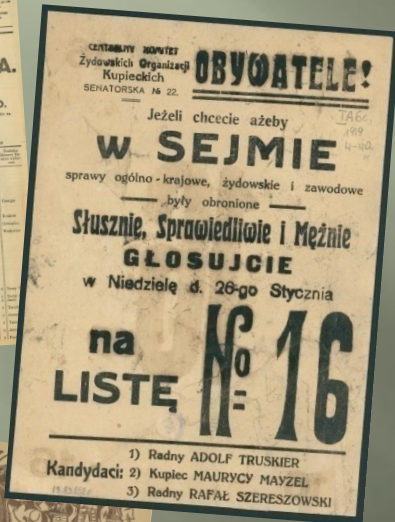 CENTRALNY KOMITET
Żydowskich Organizacji
Kupieckich
SENATORSKA № 22.
OBYWATELE!
Jeżeli chcecie ażeby
w SEJMIE
sprawy ogólno-krajowe, żydowskie i zawodowe
były obronione
Słusznie, Sprawiedliwie i Mężnie
GŁOSUJCIE
w Niedzielę d. 26-go Stycznia
na
LISTĘ
№ 16
Kandydaci:
1) Radny ADOLF TRUSKIER
2) Kupiec MAURYCY MAYZEL
3) Radny RAFAŁ SZERESZOWSKI
1919